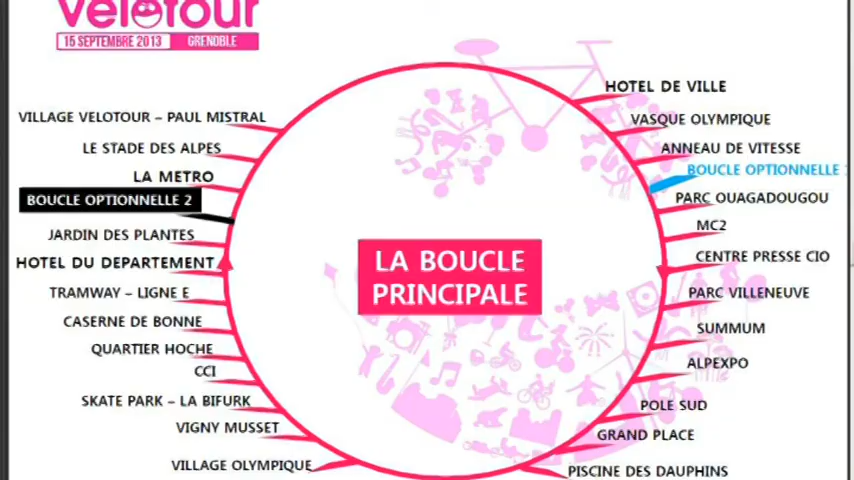 velotour
15 SEPTEMBRE 2013 GRENOBLE
VILLAGE VELOTOUR – PAUL MISTRAL
LE STADE DES ALPES
LA METRO
BOUCLE OPTIONNELLE 2
JARDIN DES PLANTES
HOTEL DU DEPARTEMENT
TRAMWAY – LIGNE E
CASERNE DE BONNE
QUARTIER HOCHE
CCI
SKATE PARK – LA BIFURK
VIGNY MUSSET
VILLAGE OLYMPIQUE
LA BOUCLE
PRINCIPALE
HOTEL DE VILLE
VASQUE OLYMPIQUE
ANNEAU DE VITESSE
BOUCLE OPTIONNELLE
PARC OUAGADOUGOU
MC2
CENTRE PRESSE CIO
PARC VILLENEUVE
SUMMUM
ALPEXPO
POLE SUD
GRAND PLACE
PISCINE DES DAUPHINS